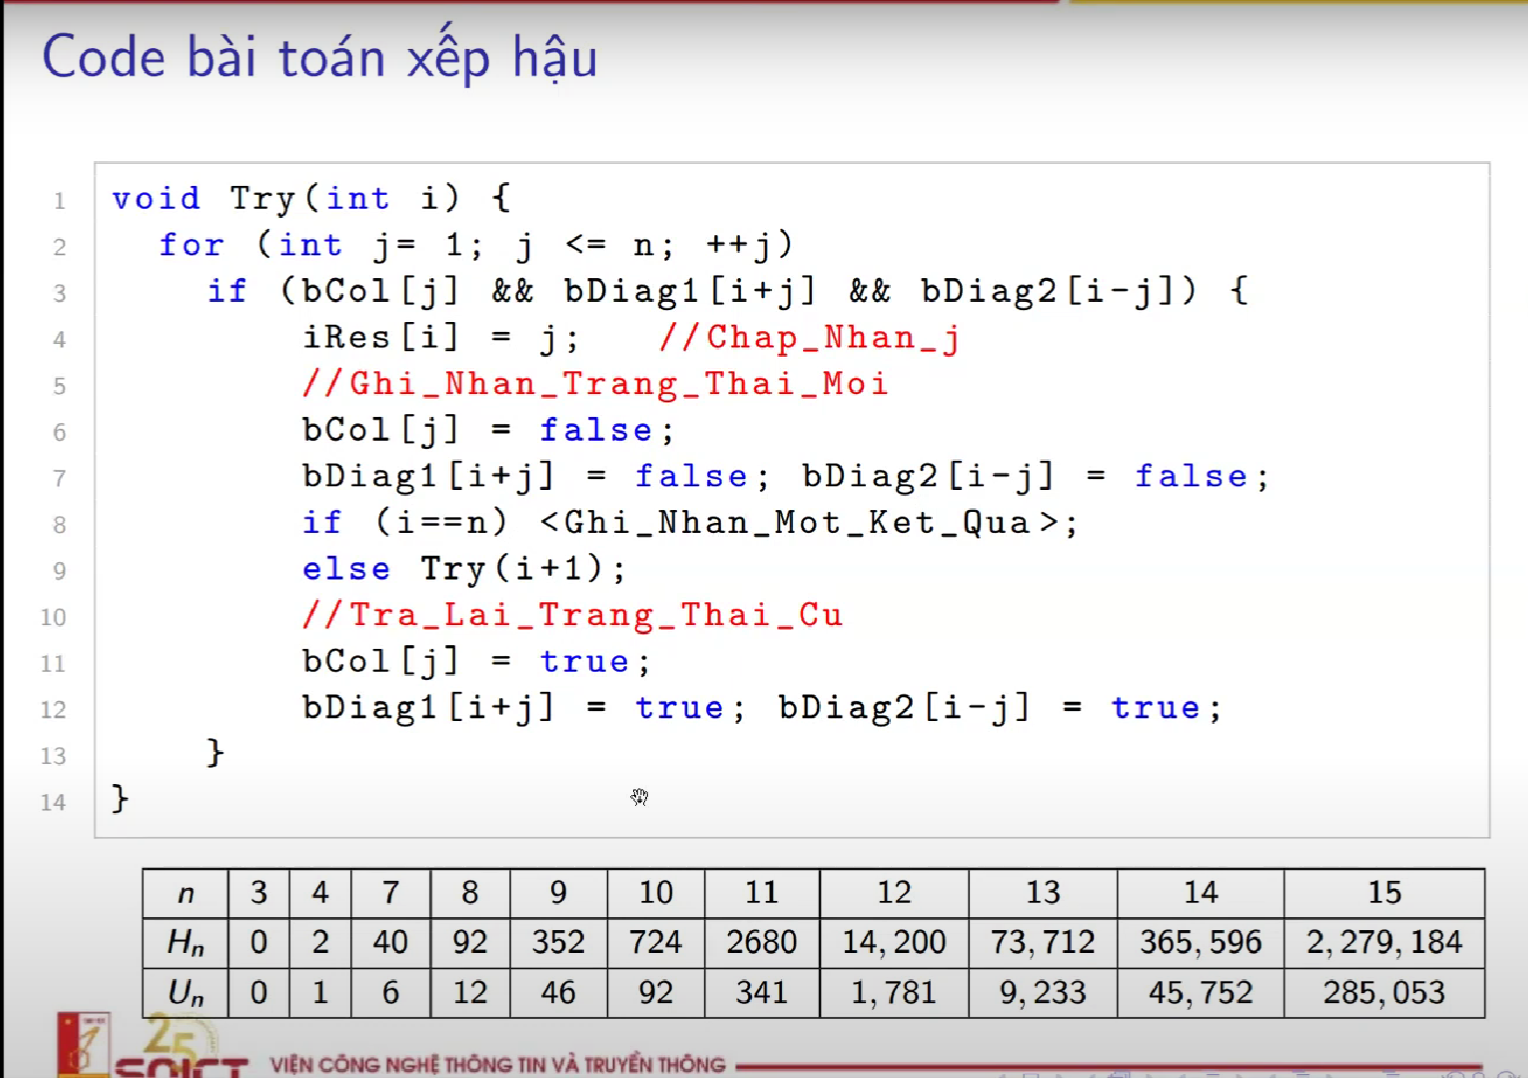 Code bài toán xếp hậu
1 void Try(int i) {
2 for (int j= 1; j <= n; ++j)
3 if (bCol[j] && bDiag1[i+j] && bDiag2[i-j]) {
4 iRes[i] = j; //Chap_Nhan_j
5 //Ghi_Nhan_Trang_Thai_Moi
6 bCol[j] = false;
7 bDiag1[i+j] = false; bDiag2[i-j] = false;
8 if (i==n) <Ghi_Nhan_Mot_Ket_Qua>;
9 else Try(i+1);
10 //Tra_Lai_Trang_Thai_Cu
11 bCol[j] = true;
12 bDiag1[i+j] = true; bDiag2[i-j] = true;
13 }
14 }
n 3 4 7 8 9 10 11 12 13 14 15
Hn 0 2 40 92 352 724 2680 14,200 73,712 365,596 2,279,184
Un 0 1 6 12 46 92 341 1,781 9,233 45,752 285,053
25
SOICT VIỆN CÔNG NGHỆ THÔNG TIN VÀ TRUYỀN THÔNG